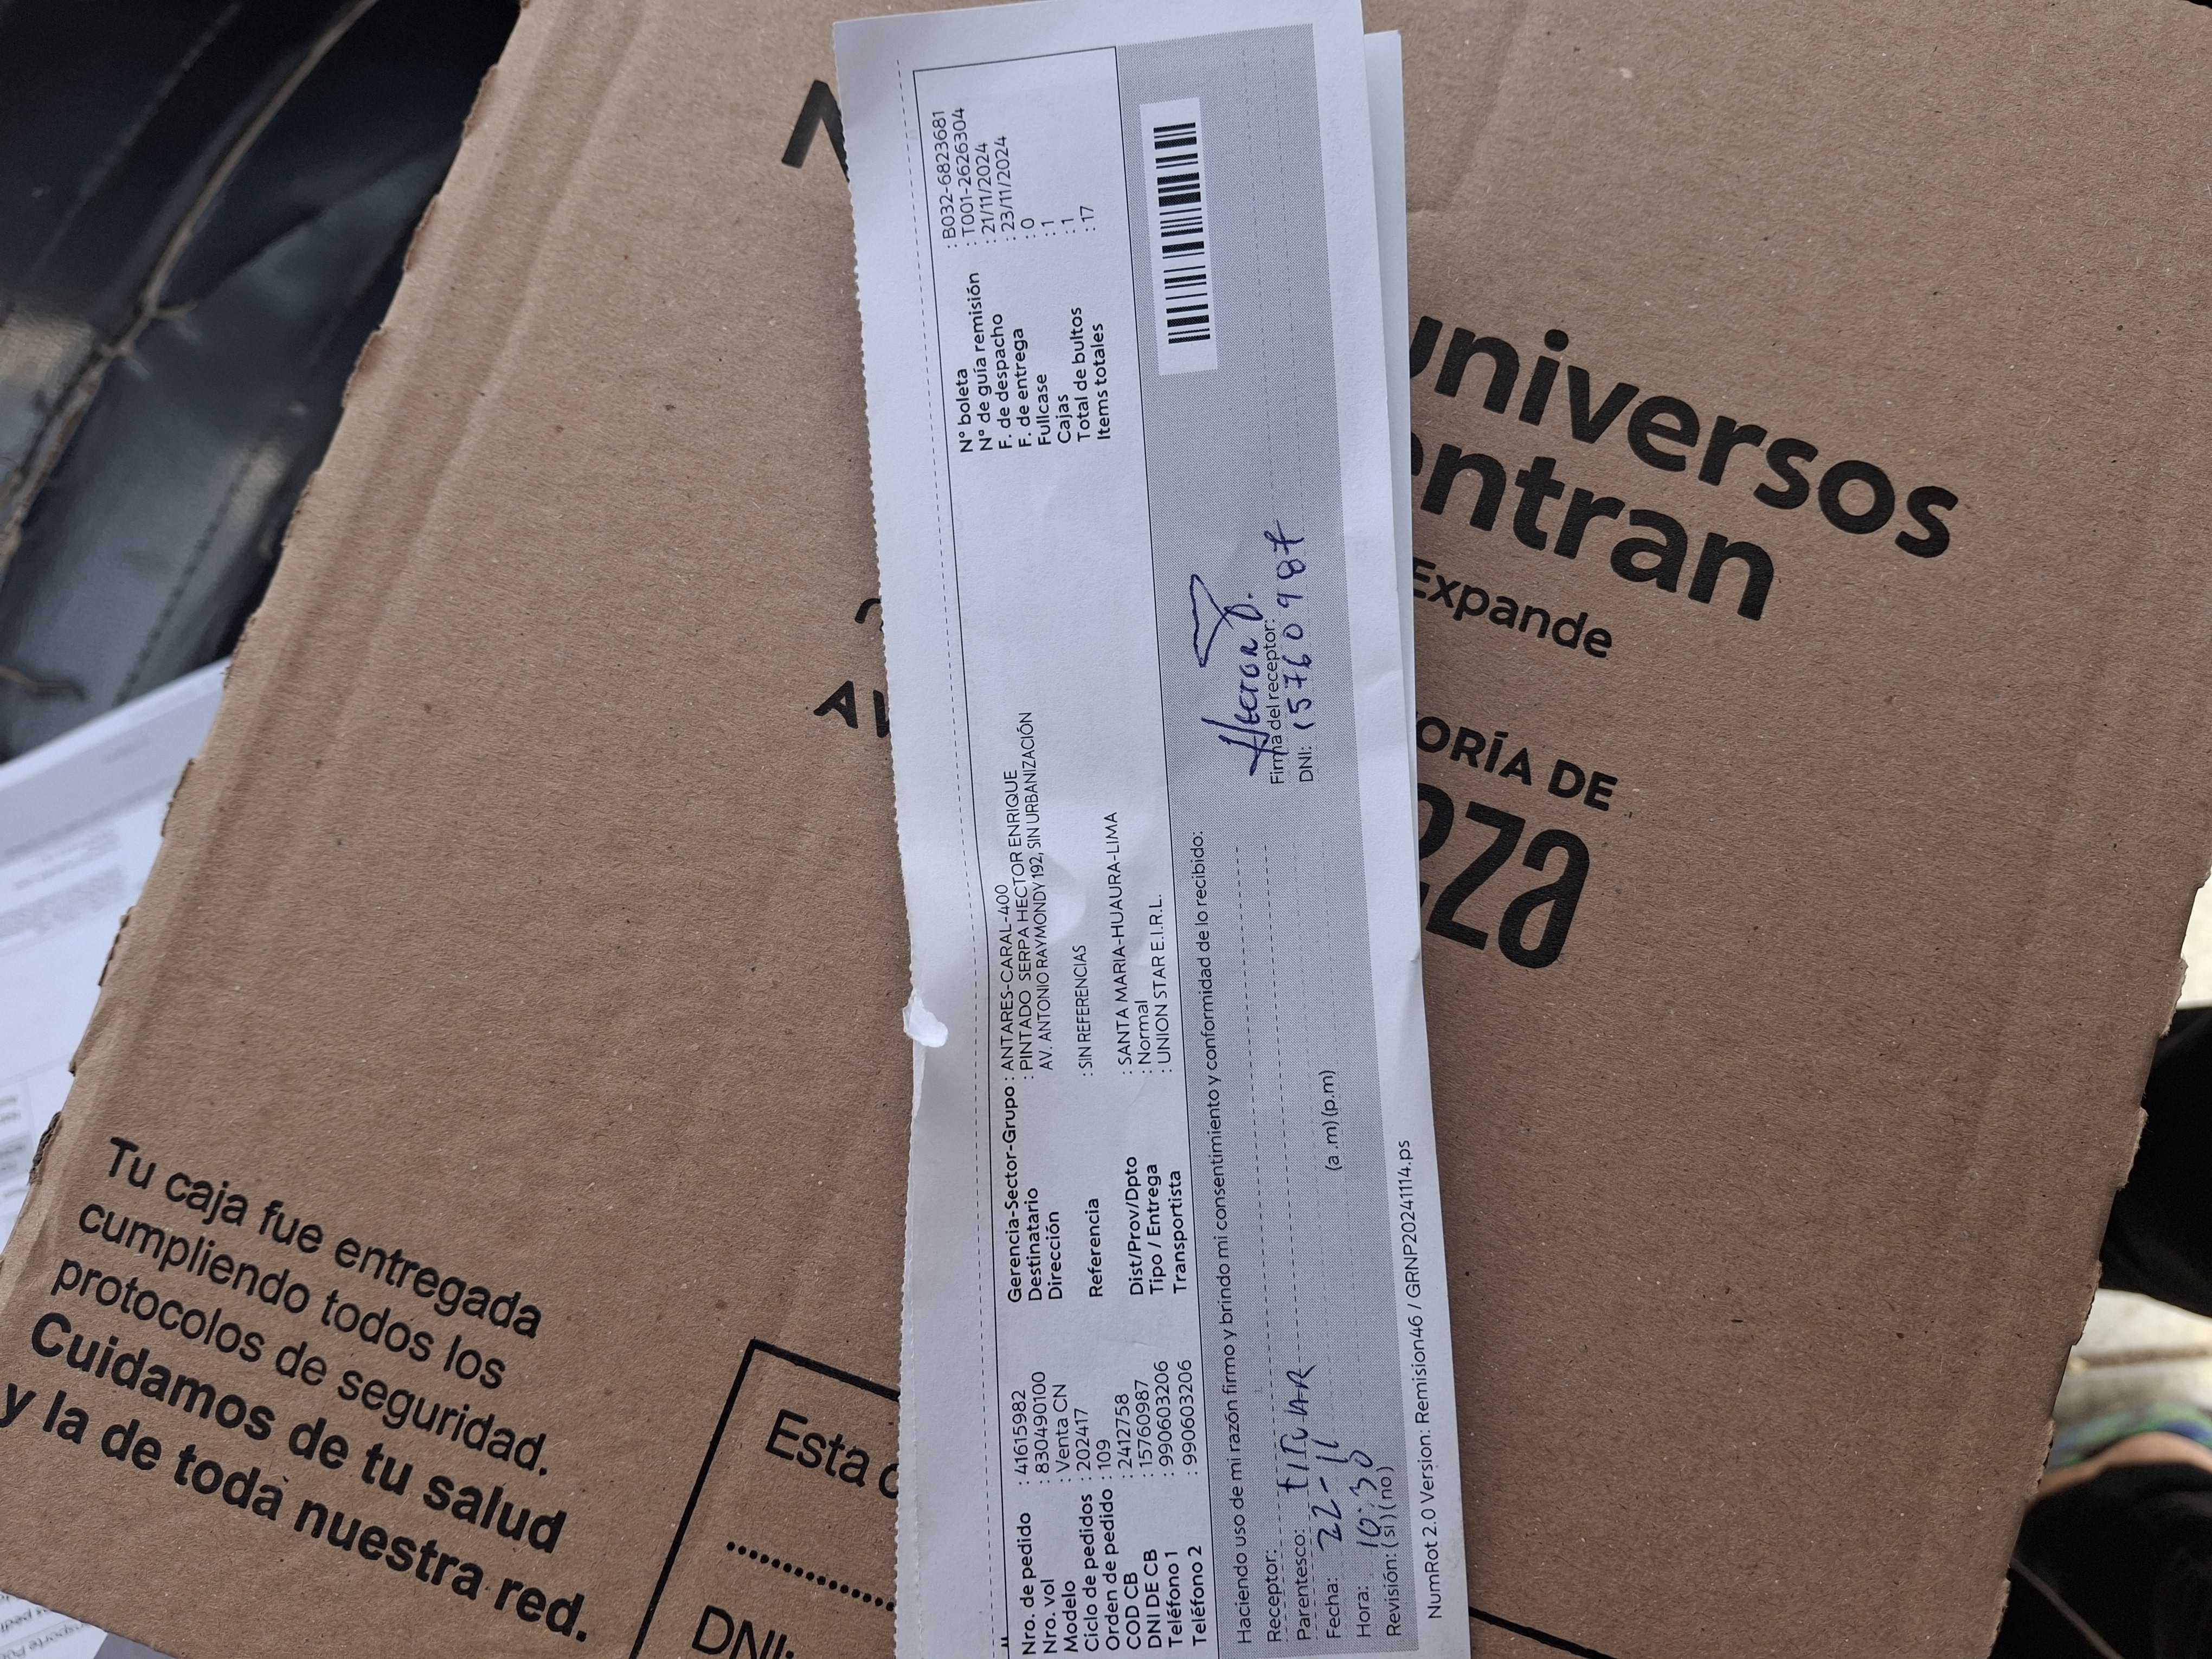 Nro. de pedido : 41615982
Nro. vol : 830490100
Modelo : Venta CN
Ciclo de pedidos : 202417
Orden de pedido : 109
COD CB : 2412758
DNI DE CB : 15760987
Teléfono 1 : 990603206
Teléfono 2 : 990603206
Gerencia-Sector-Grupo : ANTARES-CARAL-400
Destinatario : PINTADO SERPA HECTOR ENRIQUE
Dirección AV. ANTONIO RAYMONDY 192, SIN URBANIZACIÓN
Referencia : SIN REFERENCIAS
Dist/Prov/Dpto : SANTA MARIA-HUAURA-LIMA
Tipo / Entrega : Normal
Transportista : UNION STAR E.I.R.L.
N° boleta : B032-6823681
N° de guía remisión : T001-2626304
F. de despacho : 21/11/2024
F. de entrega : 23/11/2024
Fullcase : 0
Cajas : 1
Total de bultos : 1
Items totales : 17
Haciendo uso de mi razón firmo y brindo mi consentimiento y conformidad de lo recibido:
Receptor:
Parentesco:
Fecha: 22-11
Hora: 10:30 (a .m) (p.m)
Revisión: ( si ) ( no )
Firma del receptor:
DNI: 15760987
NumRot 2.0 Version: Remision46 / GRNP20241114.ps
universos
entran
Expande
ORÍA DE
Tu caja fue entregada
cumpliendo todos los
protocolos de seguridad.
Cuidamos de tu salud
y la de toda nuestra red.
Esta
DNI: